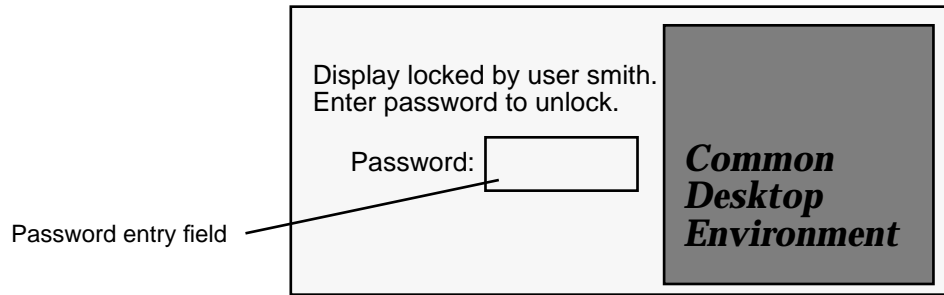 Display locked by user smith.
Enter password to unlock.
Password:
Common
Desktop
Environment
Password entry field